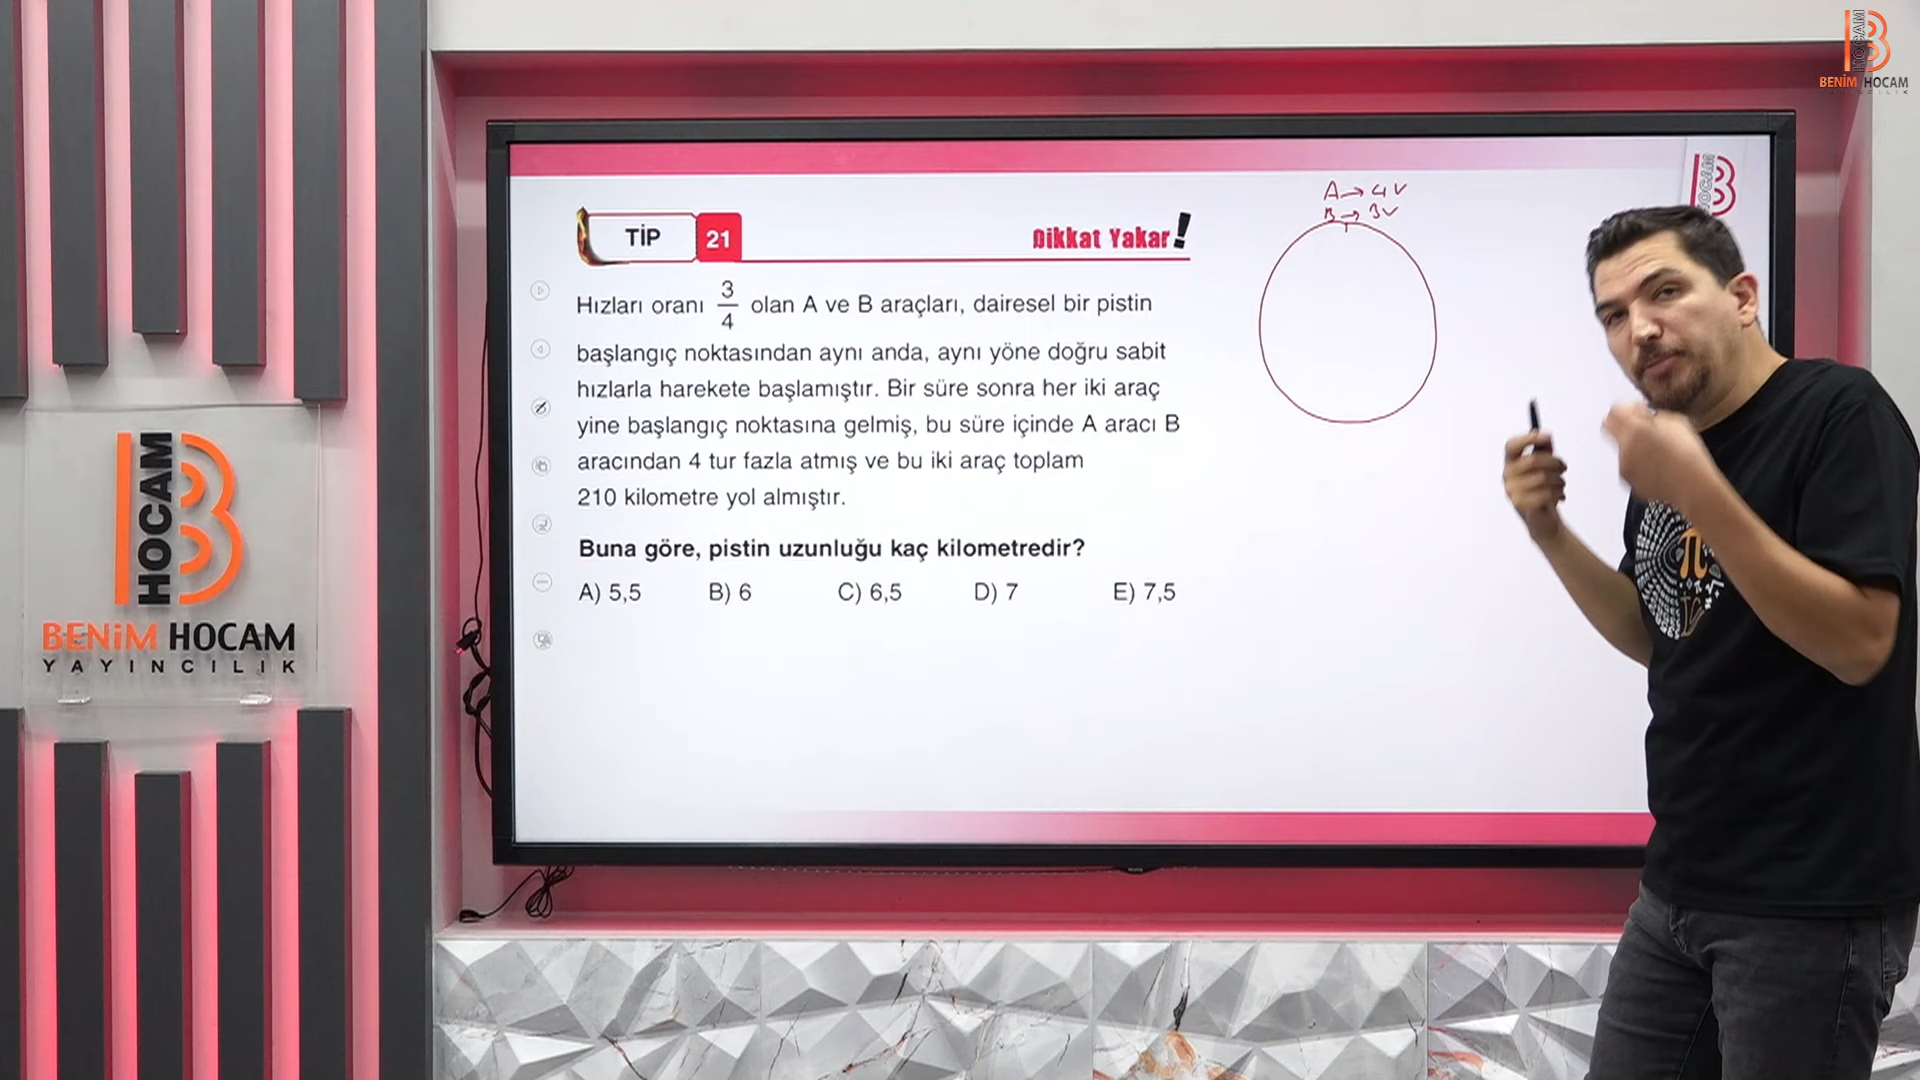 HOCAM
BENİM HOCAM
YAYINCILIK
HOCAM
A → 4V
B → 3V
TİP 21
Dikkat Yakar!
Hızları oranı 3/4 olan A ve B araçları, dairesel bir pistin
başlangıç noktasından aynı anda, aynı yöne doğru sabit
hızlarla harekete başlamıştır. Bir süre sonra her iki araç
yine başlangıç noktasına gelmiş, bu süre içinde A aracı B
aracından 4 tur fazla atmış ve bu iki araç toplam
210 kilometre yol almıştır.
Buna göre, pistin uzunluğu kaç kilometredir?
A) 5,5 B) 6 C) 6,5 D) 7 E) 7,5
HOCAM
BENİM HOCAM
YAYINCILIK
π